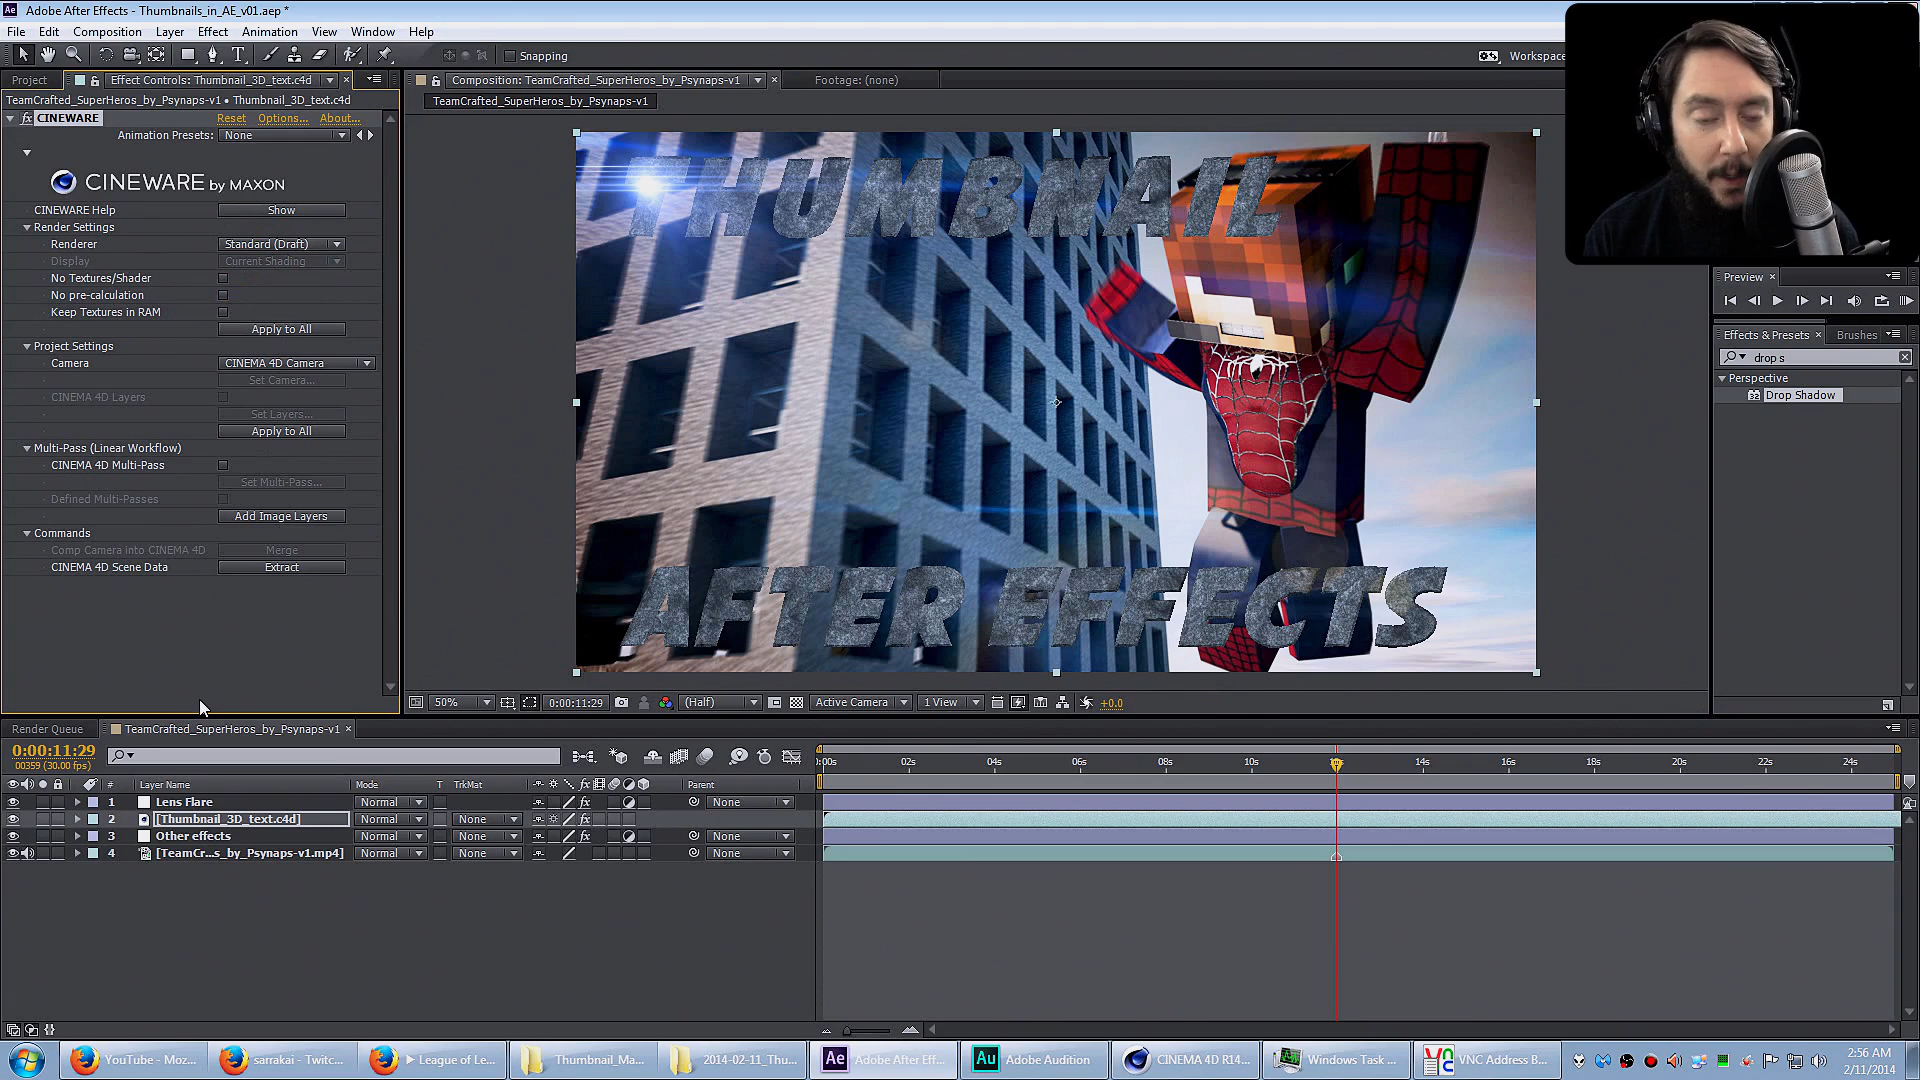 Adobe After Effects - Thumbnails_in_AE_v01.aep *
File Edit Composition Layer Effect Animation View Window Help
Snapping
Workspace
Project
Effect Controls: Thumbnail_3D_text.c4d
Composition: TeamCrafted_SuperHeros_by_Psynaps-v1
Footage: (none)
TeamCrafted_SuperHeros_by_Psynaps-v1 • Thumbnail_3D_text.c4d
TeamCrafted_SuperHeros_by_Psynaps-v1
fx CINEWARE Reset Options... About...
Animation Presets: None
CINEWARE by MAXON
CINEWARE Help Show
Render Settings
Renderer Standard (Draft)
Display Current Shading
No Textures/Shader
No pre-calculation
Keep Textures in RAM
Apply to All
Project Settings
Camera CINEMA 4D Camera
Set Camera...
CINEMA 4D Layers
Set Layers...
Apply to All
Multi-Pass (Linear Workflow)
CINEMA 4D Multi-Pass
Set Multi-Pass...
Defined Multi-Passes
Add Image Layers
Commands
Comp Camera into CINEMA 4D Merge
CINEMA 4D Scene Data Extract
THUMBNAIL
AFTER EFFECTS
Preview
Effects & Presets Brushes
drop s
Perspective
32 Drop Shadow
50% 0:00:11:29 (Half) Active Camera 1 View +0.0
Render Queue TeamCrafted_SuperHeros_by_Psynaps-v1
0:00:11:29
00359 (30.00 fps)
# Layer Name Mode T TrkMat fx Parent
0:00s 02s 04s 06s 08s 10s 12s 14s 16s 18s 20s 22s 24s
1 Lens Flare Normal fx None
2 [Thumbnail_3D_text.c4d] Normal None fx None
3 Other effects Normal None fx None
4 [TeamCr...s_by_Psynaps-v1.mp4] Normal None None
YouTube - Moz...
sarrakai - Twitc...
League of Le...
Thumbnail_Ma...
2014-02-11_Thu...
Ae Adobe After Eff...
Au Adobe Audition
CINEMA 4D R14...
Windows Task ...
VNC Address B...
2:56 AM
2/11/2014